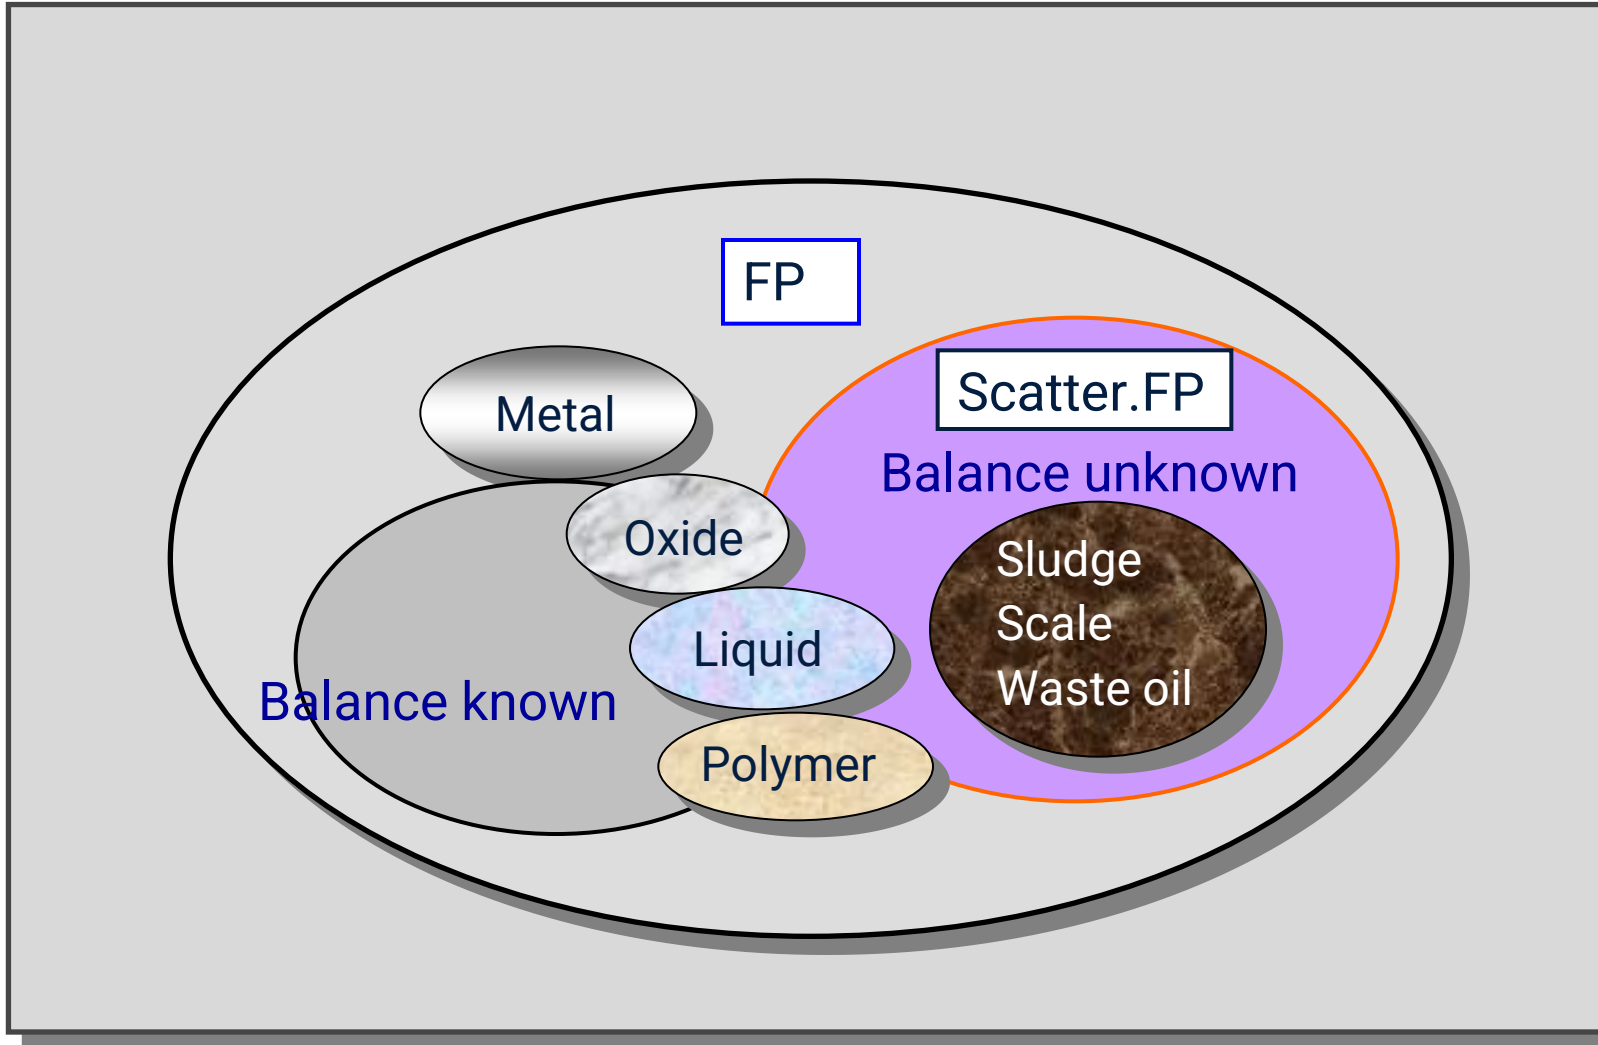 FP
Metal
Scatter.FP
Balance unknown
Oxide
Sludge
Scale
Waste oil
Liquid
Balance known
Polymer